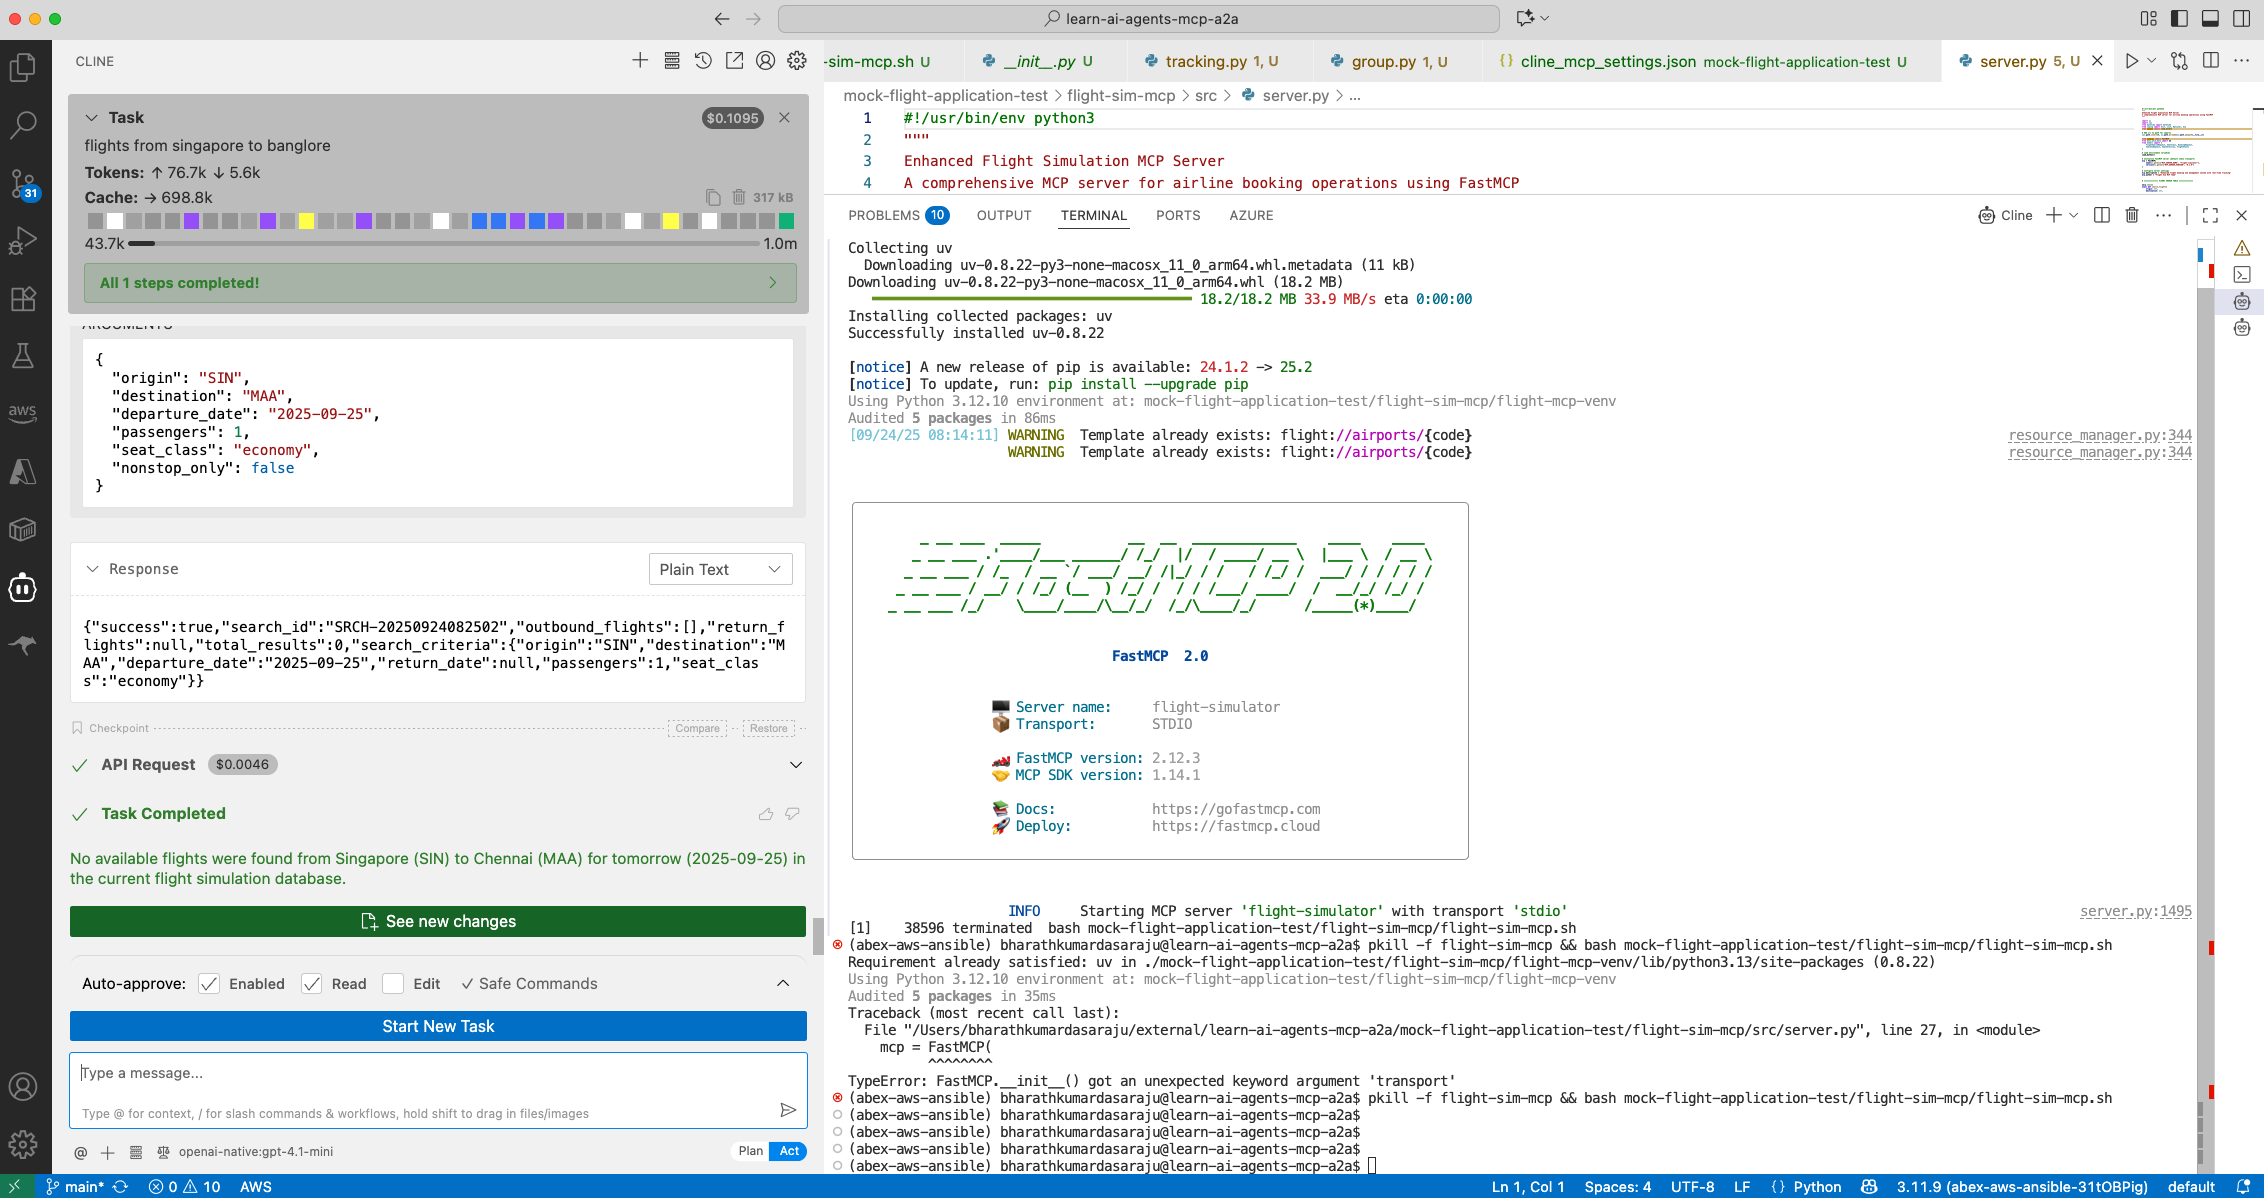 learn-ai-agents-mcp-a2a
CLINE
Task
$0.1095
flights from singapore to banglore
Tokens: ↑ 76.7k ↓ 5.6k
Cache: → 698.8k
317 kB
43.7k
1.0m
All 1 steps completed!
ARGUMENTS
{
"origin": "SIN",
"destination": "MAA",
"departure_date": "2025-09-25",
"passengers": 1,
"seat_class": "economy",
"nonstop_only": false
}
Response
Plain Text
{"success":true,"search_id":"SRCH-20250924082502","outbound_flights":[],"return_f
lights":null,"total_results":0,"search_criteria":{"origin":"SIN","destination":"M
AA","departure_date":"2025-09-25","return_date":null,"passengers":1,"seat_clas
s":"economy"}}
Checkpoint
Compare
Restore
API Request $0.0046
Task Completed
No available flights were found from Singapore (SIN) to Chennai (MAA) for tomorrow (2025-09-25) in
the current flight simulation database.
See new changes
Auto-approve: Enabled Read Edit ✓ Safe Commands
Start New Task
Type a message...
Type @ for context, / for slash commands & workflows, hold shift to drag in files/images
@ openai-native:gpt-4.1-mini
Plan Act
31
aws
-sim-mcp.sh U
__init__.py U
tracking.py 1, U
group.py 1, U
{} cline_mcp_settings.json mock-flight-application-test U
server.py 5, U
mock-flight-application-test > flight-sim-mcp > src > server.py > ...
1 #!/usr/bin/env python3
2 """
3 Enhanced Flight Simulation MCP Server
4 A comprehensive MCP server for airline booking operations using FastMCP
PROBLEMS 10 OUTPUT TERMINAL PORTS AZURE
Cline
Collecting uv
Downloading uv-0.8.22-py3-none-macosx_11_0_arm64.whl.metadata (11 kB)
Downloading uv-0.8.22-py3-none-macosx_11_0_arm64.whl (18.2 MB)
18.2/18.2 MB 33.9 MB/s eta 0:00:00
Installing collected packages: uv
Successfully installed uv-0.8.22
[notice] A new release of pip is available: 24.1.2 -> 25.2
[notice] To update, run: pip install --upgrade pip
Using Python 3.12.10 environment at: mock-flight-application-test/flight-sim-mcp/flight-mcp-venv
Audited 5 packages in 86ms
[09/24/25 08:14:11] WARNING Template already exists: flight://airports/{code} resource_manager.py:344
WARNING Template already exists: flight://airports/{code} resource_manager.py:344
FastMCP 2.0
Server name: flight-simulator
Transport: STDIO
FastMCP version: 2.12.3
MCP SDK version: 1.14.1
Docs: https://gofastmcp.com
Deploy: https://fastmcp.cloud
INFO Starting MCP server 'flight-simulator' with transport 'stdio' server.py:1495
[1] 38596 terminated bash mock-flight-application-test/flight-sim-mcp/flight-sim-mcp.sh
(abex-aws-ansible) bharathkumardasaraju@learn-ai-agents-mcp-a2a$ pkill -f flight-sim-mcp && bash mock-flight-application-test/flight-sim-mcp/flight-sim-mcp.sh
Requirement already satisfied: uv in ./mock-flight-application-test/flight-sim-mcp/flight-mcp-venv/lib/python3.13/site-packages (0.8.22)
Using Python 3.12.10 environment at: mock-flight-application-test/flight-sim-mcp/flight-mcp-venv
Audited 5 packages in 35ms
Traceback (most recent call last):
File "/Users/bharathkumardasaraju/external/learn-ai-agents-mcp-a2a/mock-flight-application-test/flight-sim-mcp/src/server.py", line 27, in <module>
mcp = FastMCP(
^^^^^^^^
TypeError: FastMCP.__init__() got an unexpected keyword argument 'transport'
(abex-aws-ansible) bharathkumardasaraju@learn-ai-agents-mcp-a2a$ pkill -f flight-sim-mcp && bash mock-flight-application-test/flight-sim-mcp/flight-sim-mcp.sh
(abex-aws-ansible) bharathkumardasaraju@learn-ai-agents-mcp-a2a$
(abex-aws-ansible) bharathkumardasaraju@learn-ai-agents-mcp-a2a$
(abex-aws-ansible) bharathkumardasaraju@learn-ai-agents-mcp-a2a$
(abex-aws-ansible) bharathkumardasaraju@learn-ai-agents-mcp-a2a$
main* 0 10 AWS
Ln 1, Col 1 Spaces: 4 UTF-8 LF {} Python 3.11.9 (abex-aws-ansible-31tOBPig) default